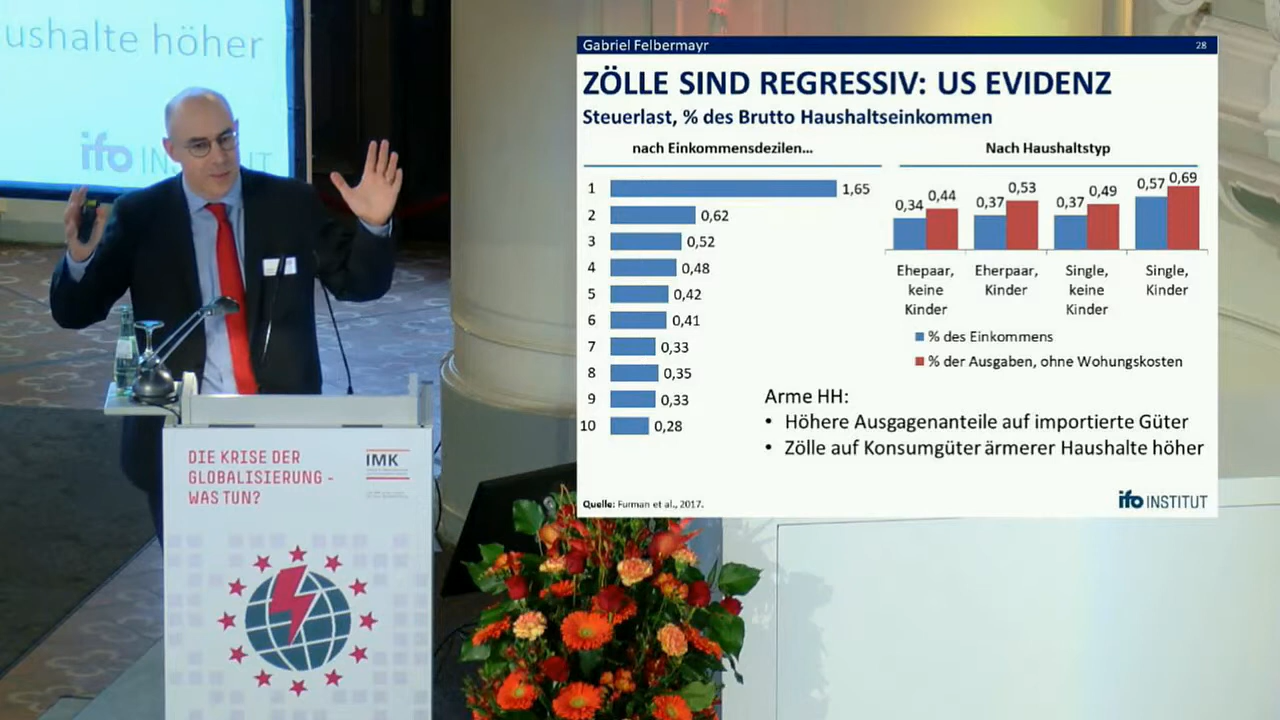 ushalte höher
ifo INSTITUT
Gabriel Felbermayr
28
ZÖLLE SIND REGRESSIV: US EVIDENZ
Steuerlast, % des Brutto Haushaltseinkommen
nach Einkommensdezilen...
1 1,65
2 0,62
3 0,52
4 0,48
5 0,42
6 0,41
7 0,33
8 0,35
9 0,33
10 0,28
Nach Haushaltstyp
0,34 0,44 0,37 0,53 0,37 0,49 0,57 0,69
Ehepaar,
keine
Kinder
Eherpaar,
Kinder
Single,
keine
Kinder
Single,
Kinder
% des Einkommens
% der Ausgaben, ohne Wohungskosten
Arme HH:
• Höhere Ausgagenanteile auf importierte Güter
• Zölle auf Konsumgüter ärmerer Haushalte höher
Quelle: Furman et al., 2017.
ifo INSTITUT
DIE KRISE DER
GLOBALISIERUNG -
WAS TUN?
IMK